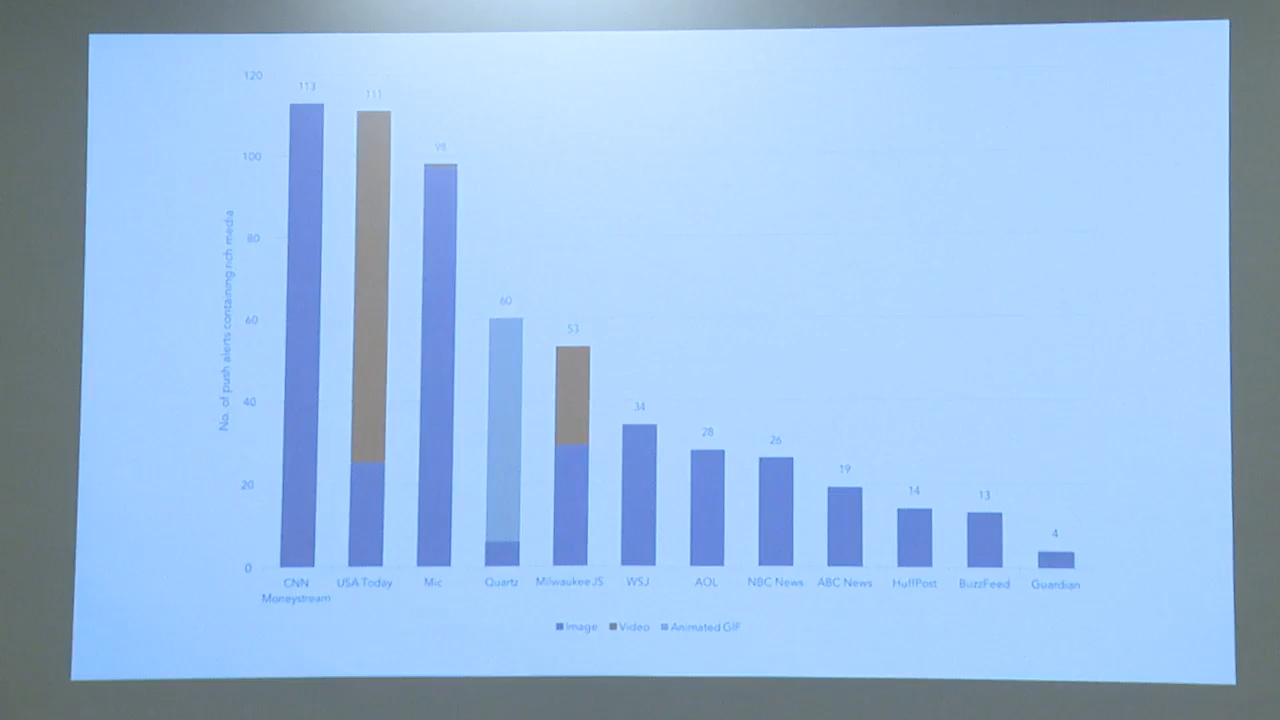 No. of push alerts containing rich media
120
100
80
60
40
20
0
113
111
98
60
53
34
28
26
19
14
13
4
CNN Moneystream
USA Today
Mic
Quartz
MilwaukeeJS
WSJ
AOL
NBC News
ABC News
HuffPost
BuzzFeed
Guardian
Image Video Animated GIF